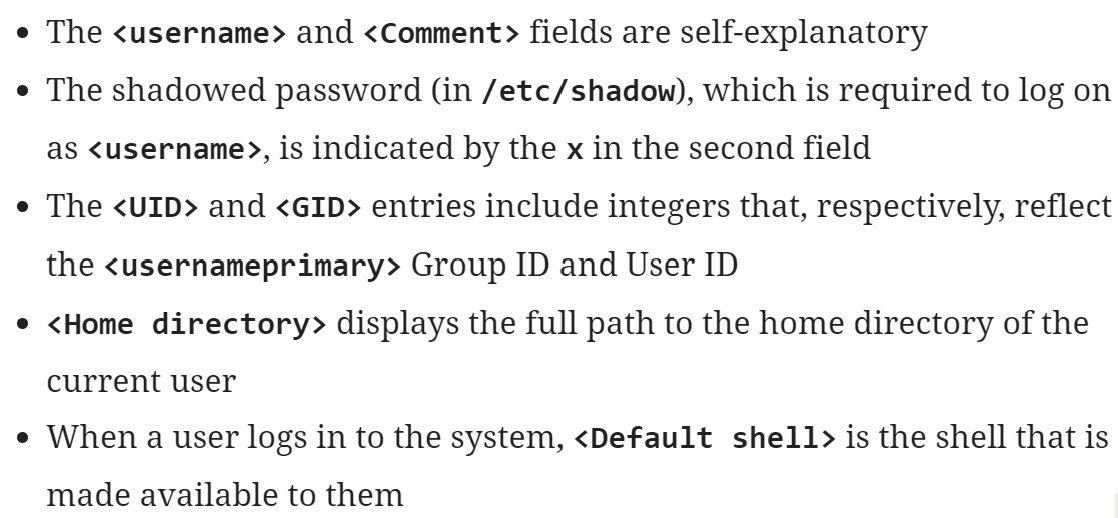 • The <username> and <Comment> fields are self-explanatory
• The shadowed password (in /etc/shadow), which is required to log on
as <username>, is indicated by the x in the second field
• The <UID> and <GID> entries include integers that, respectively, reflect
the <usernameprimary> Group ID and User ID
• <Home directory> displays the full path to the home directory of the
current user
• When a user logs in to the system, <Default shell> is the shell that is
made available to them